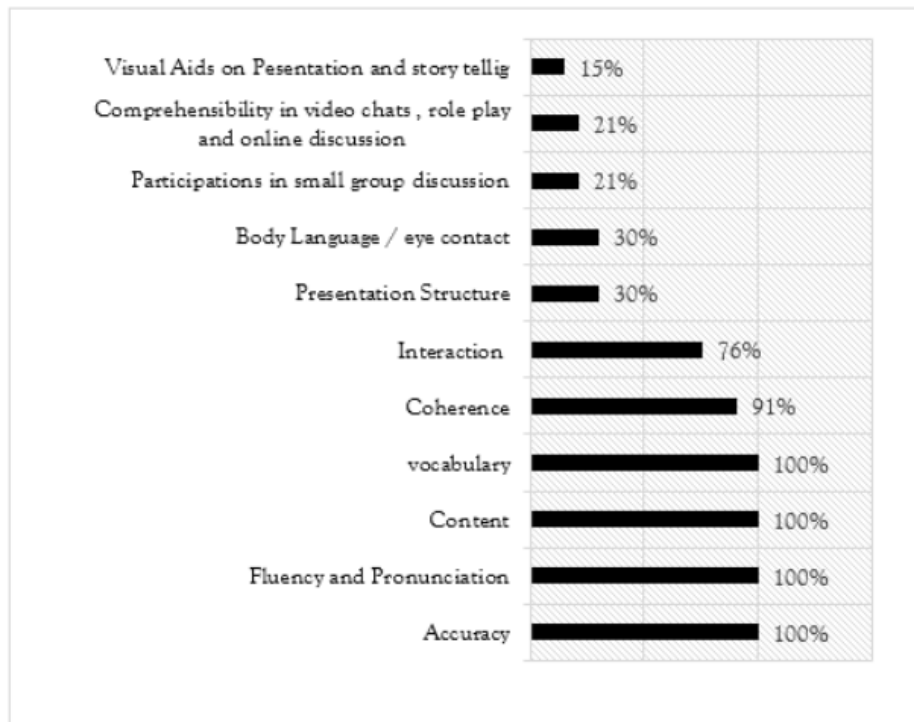 Visual Aids on Pesentation and story tellig 15%
Comprehensibility in video chats , role play
and online discussion 21%
Participations in small group discussion 21%
Body Language / eye contact 30%
Presentation Structure 30%
Interaction 76%
Coherence 91%
vocabulary 100%
Content 100%
Fluency and Pronunciation 100%
Accuracy 100%